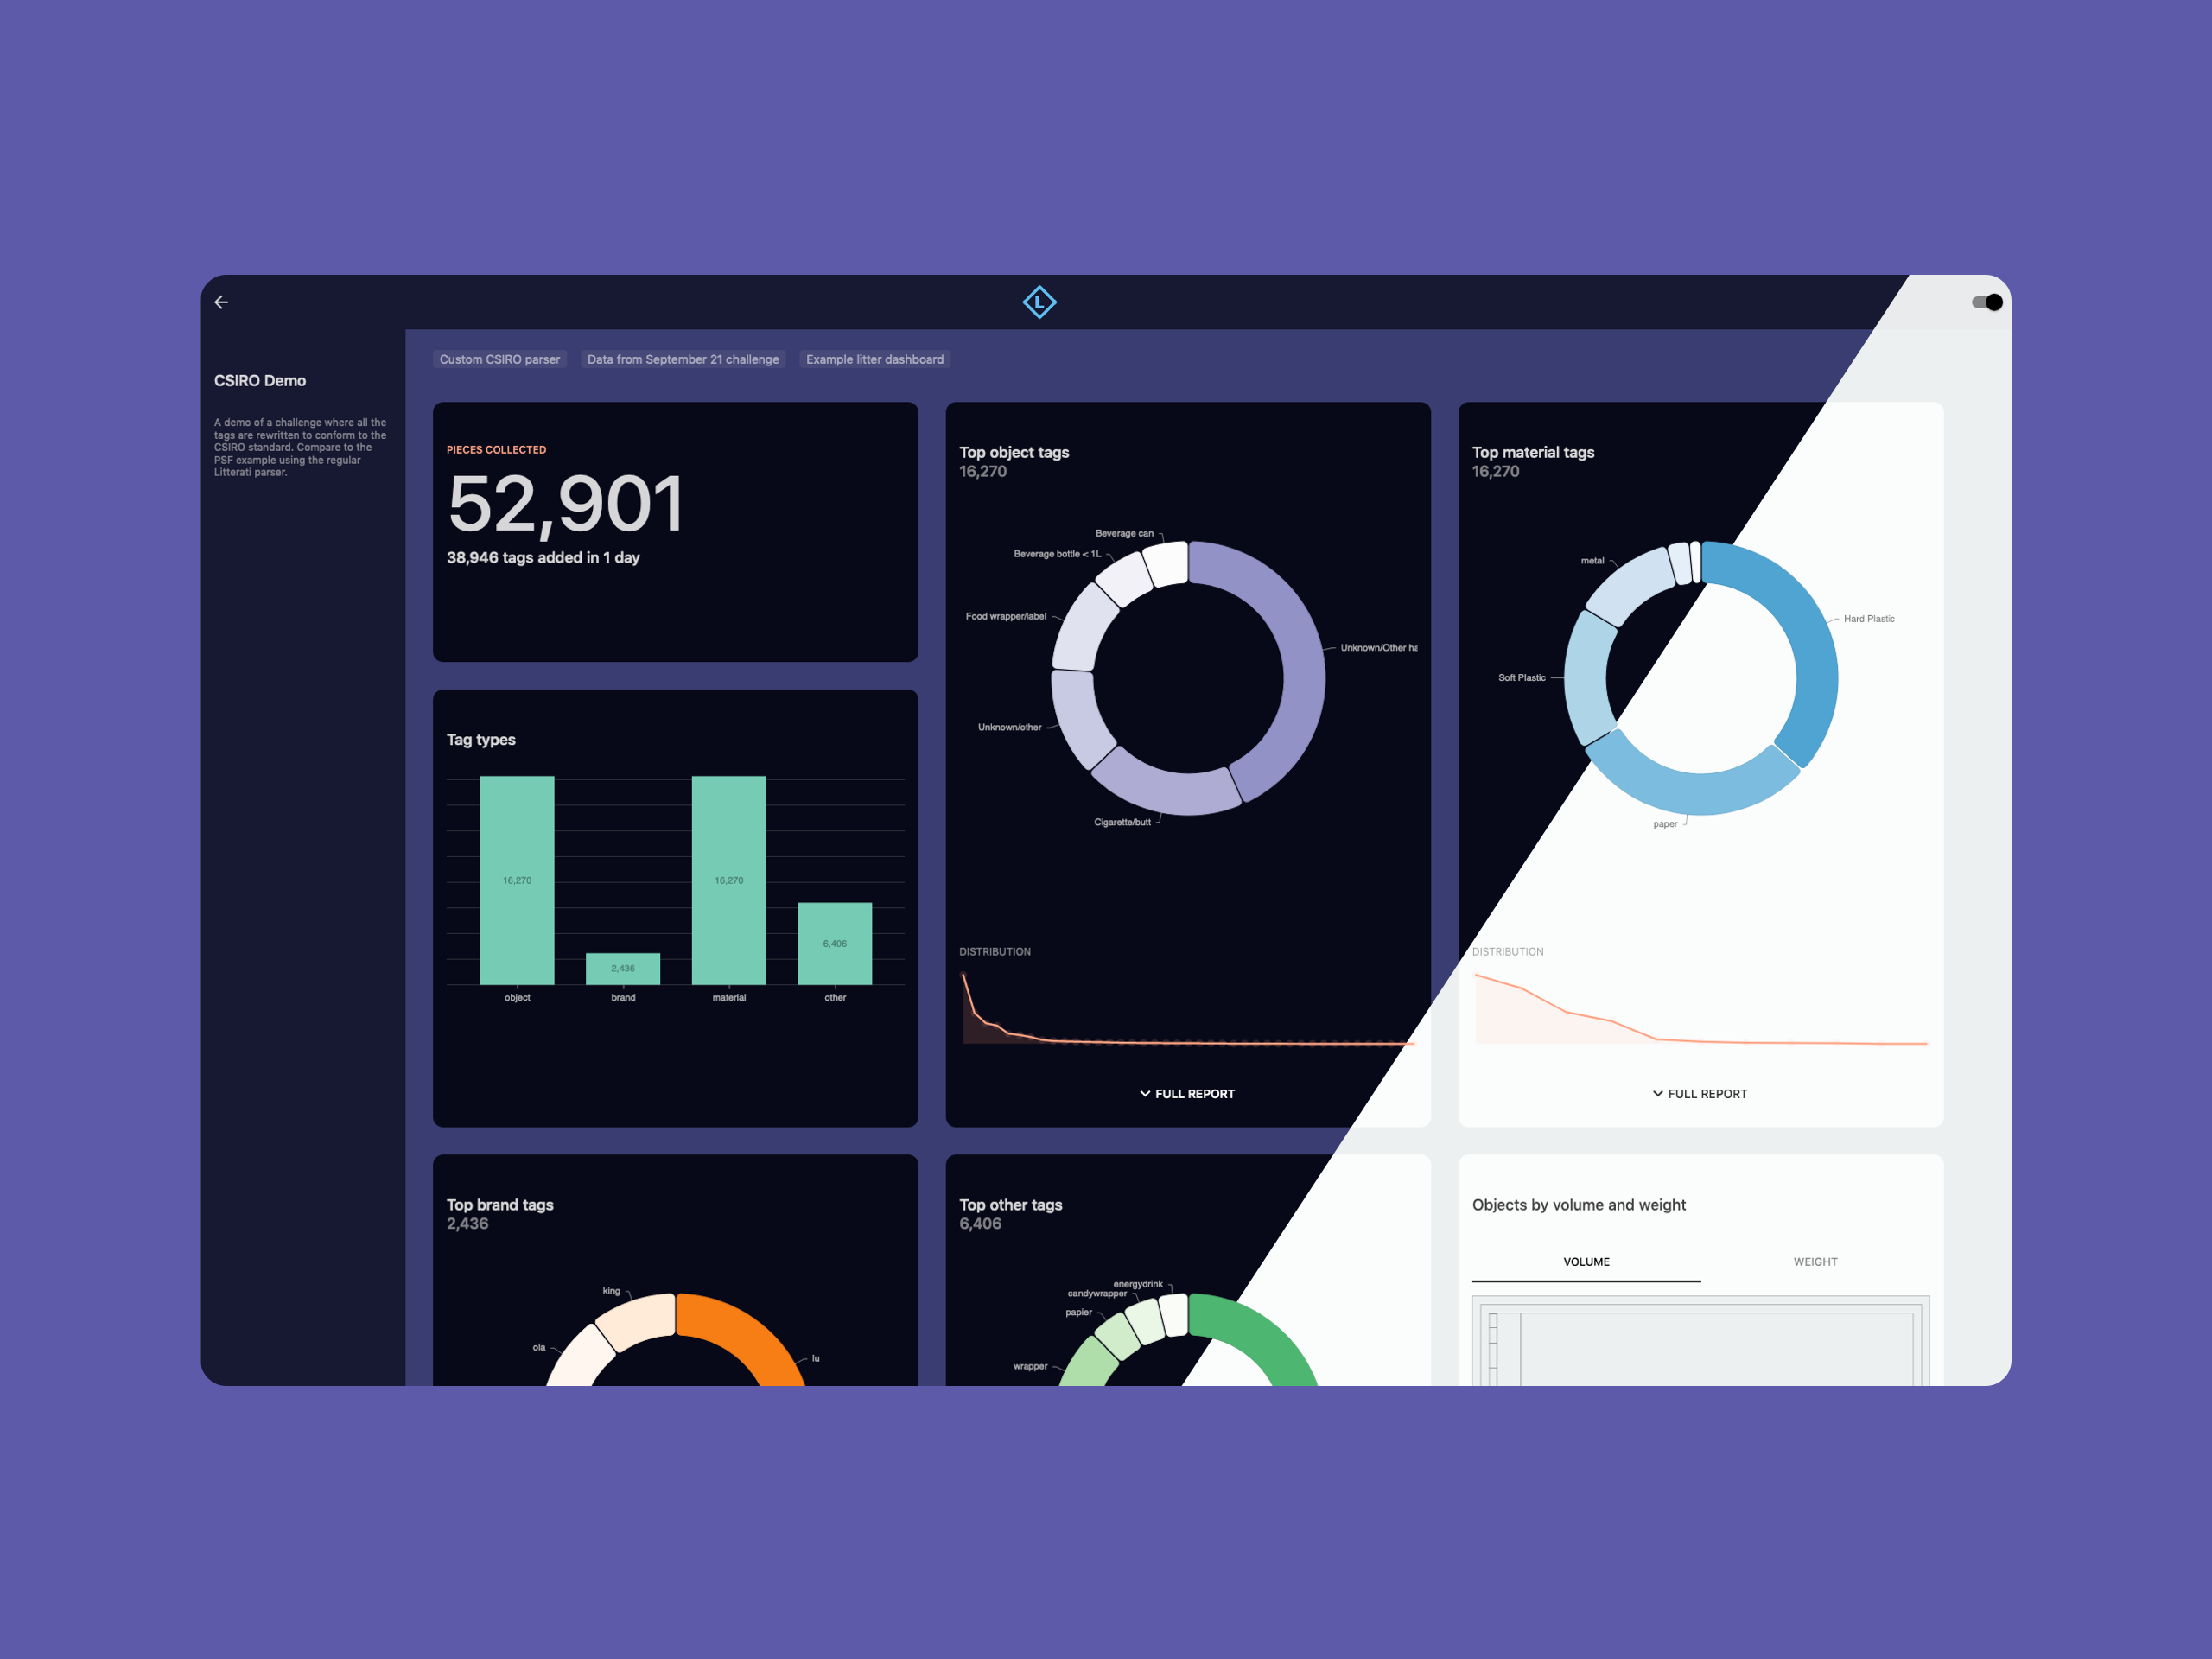 L
CSIRO Demo
A demo of a challenge where all the
tags are rewritten to conform to the
CSIRO standard. Compare to the
PSF example using the regular
Litterati parser.
Custom CSIRO parser
Data from September 21 challenge
Example litter dashboard
PIECES COLLECTED
52,901
38,946 tags added in 1 day
Tag types
16,270
2,436
16,270
6,406
object
brand
material
other
Top object tags
16,270
Beverage can
Beverage bottle < 1L
Food wrapper/label
Unknown/Other ha
Unknown/other
Cigarette/butt
DISTRIBUTION
FULL REPORT
Top material tags
16,270
metal
Hard Plastic
Soft Plastic
paper
DISTRIBUTION
FULL REPORT
Top brand tags
2,436
king
ola
lu
Top other tags
6,406
energydrink
candywrapper
papier
wrapper
Objects by volume and weight
VOLUME
WEIGHT